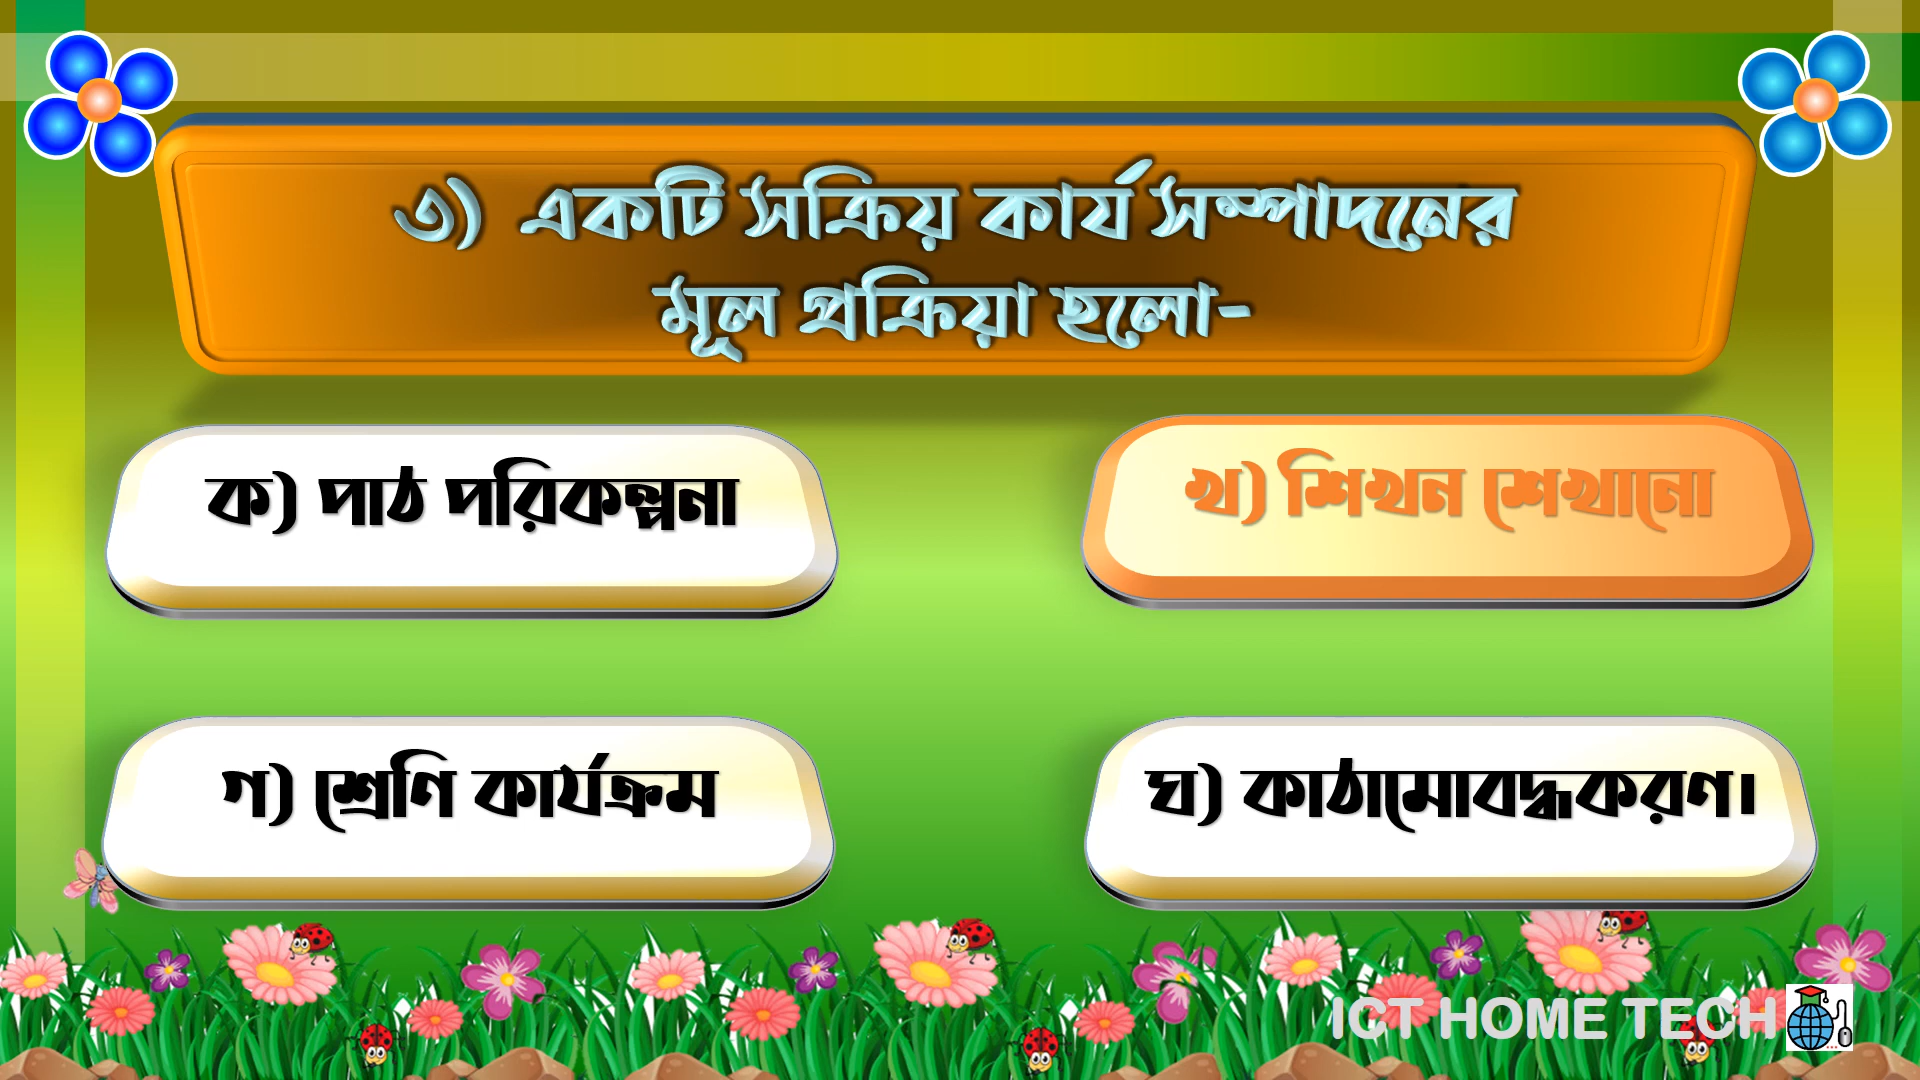 ৩) একটি সক্রিয় কার্য সম্পাদনের
মূল প্রক্রিয়া হলো-
ক) পাঠ পরিকল্পনা
খ) শিখন শেখানো
গ) শ্রেণি কার্যক্রম
ঘ) কাঠামোবদ্ধকরণ।
ICT HOME TECH